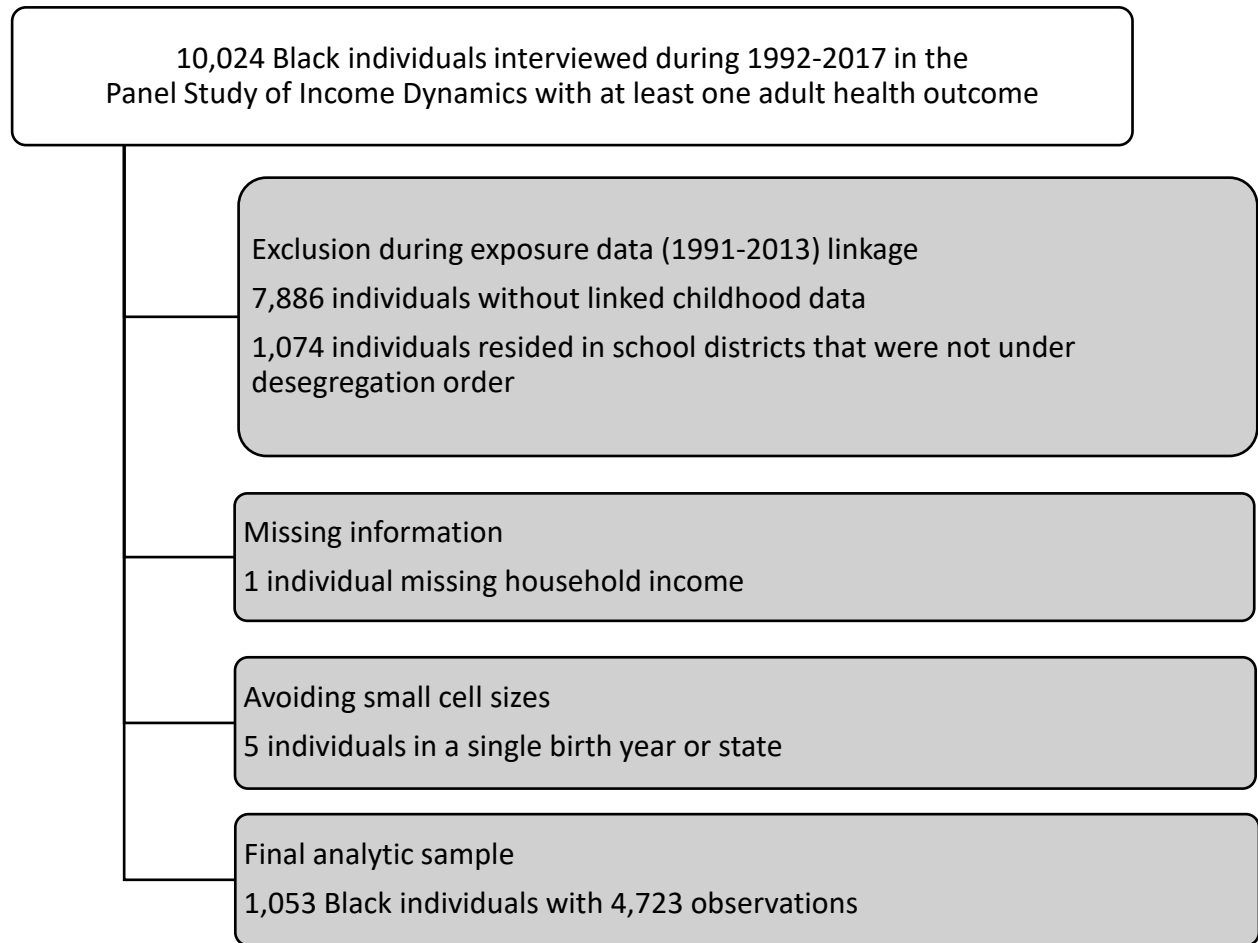 10,024 Black individuals interviewed during 1992-2017 in the
Panel Study of Income Dynamics with at least one adult health outcome
Exclusion during exposure data (1991-2013) linkage
7,886 individuals without linked childhood data
1,074 individuals resided in school districts that were not under
desegregation order
Missing information
1 individual missing household income
Avoiding small cell sizes
5 individuals in a single birth year or state
Final analytic sample
1,053 Black individuals with 4,723 observations